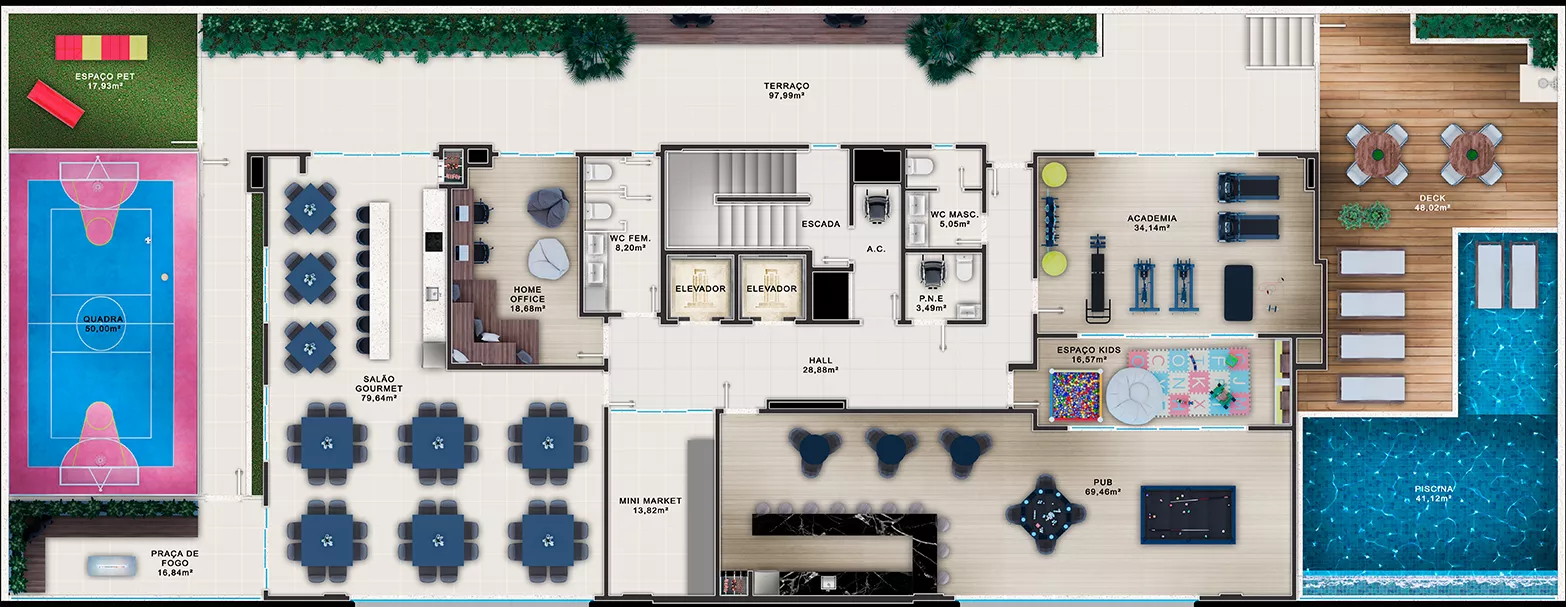 ESPAÇO PET
17,93m²
TERRAÇO
97,99m²
DECK
48,02m²
WC FEM.
8,20m²
ESCADA
A.C.
WC MASC.
5,05m²
ACADEMIA
34,14m²
ELEVADOR
ELEVADOR
P.N.E
3,49m²
HOME
OFFICE
18,68m²
QUADRA
50,00m²
HALL
28,88m²
ESPAÇO KIDS
16,57m²
SALÃO
GOURMET
79,64m²
MINI MARKET
13,82m²
PUB
69,46m²
PISCINA
41,12m²
PRAÇA DE
FOGO
16,84m²